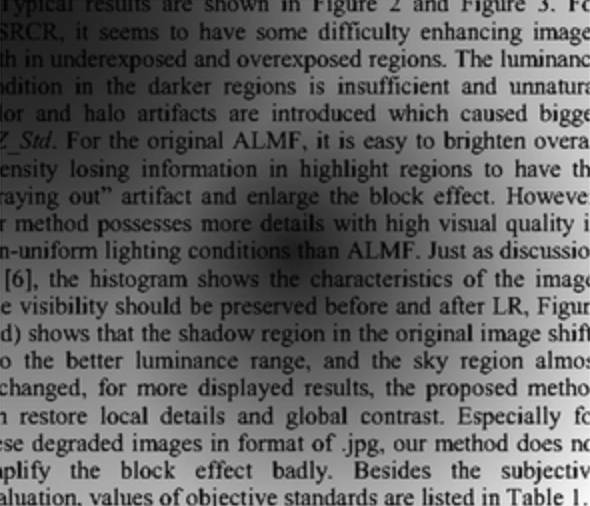 Typical results are shown in Figure 2 and Figure 3. Fo
SRCR, it seems to have some difficulty enhancing image
th in underexposed and overexposed regions. The luminanc
dition in the darker regions is insufficient and unnatura
lor and halo artifacts are introduced which caused bigge
Z_Std. For the original ALMF, it is easy to brighten overa
ensity losing information in highlight regions to have th
raying out” artifact and enlarge the block effect. Howeve
r method possesses more details with high visual quality i
n-uniform lighting conditions than ALMF. Just as discussio
[6], the histogram shows the characteristics of the image
e visibility should be preserved before and after LR, Figur
d) shows that the shadow region in the original image shift
o the better luminance range, and the sky region almos
changed, for more displayed results, the proposed metho
n restore local details and global contrast. Especially fo
ese degraded images in format of .jpg, our method does no
nplify the block effect badly. Besides the subjectiv
aluation, values of objective standards are listed in Table 1.